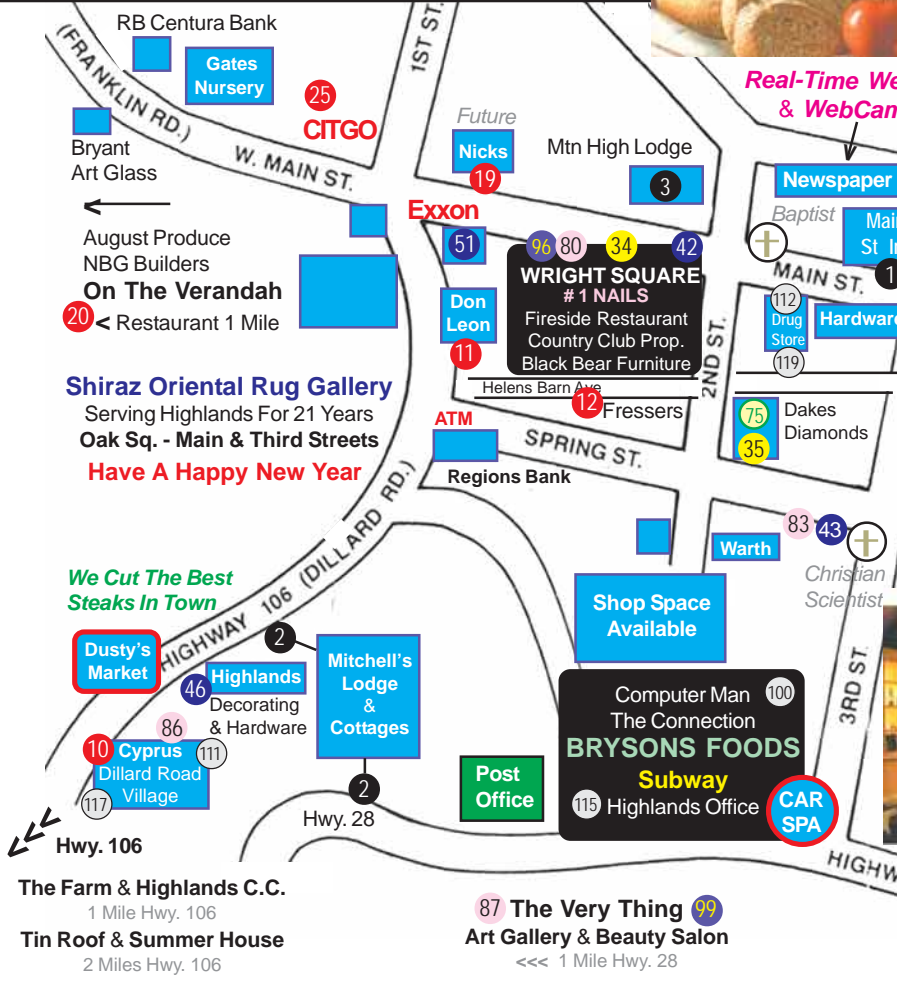 RB Centura Bank
Gates
Nursery
(FRANKLIN RD.)
25
CITGO
1ST ST.
Bryant
Art Glass
W. MAIN ST.
Future
Nicks
19
Mtn High Lodge
3
Real-Time We
& WebCam
Newspaper
Baptist
Main
St In
1
MAIN ST.
August Produce
NBG Builders
On The Verandah
20 < Restaurant 1 Mile
Exxon
51
Don
Leon
11
96 80 34 42
WRIGHT SQUARE
# 1 NAILS
Fireside Restaurant
Country Club Prop.
Black Bear Furniture
2ND ST.
112
Drug
Store
119
Hardware
Helens Barn Ave
12 Fressers
75
35
Dakes
Diamonds
Shiraz Oriental Rug Gallery
Serving Highlands For 21 Years
Oak Sq. - Main & Third Streets
Have A Happy New Year
ATM
Regions Bank
SPRING ST.
Warth
83 43
Christian
Scientist
We Cut The Best
Steaks In Town
Dusty's
Market
HIGHWAY 106 (DILLARD RD.)
2
46 Highlands
Decorating
& Hardware
Mitchell's
Lodge
&
Cottages
2
Hwy. 28
86
10 Cyprus 111
Dillard Road
Village
117
Hwy. 106
Shop Space
Available
Computer Man 100
The Connection
BRYSONS FOODS
Subway
115 Highlands Office
CAR
SPA
Post
Office
3RD ST.
HIGHW
The Farm & Highlands C.C.
1 Mile Hwy. 106
Tin Roof & Summer House
2 Miles Hwy. 106
87 The Very Thing 99
Art Gallery & Beauty Salon
<<< 1 Mile Hwy. 28